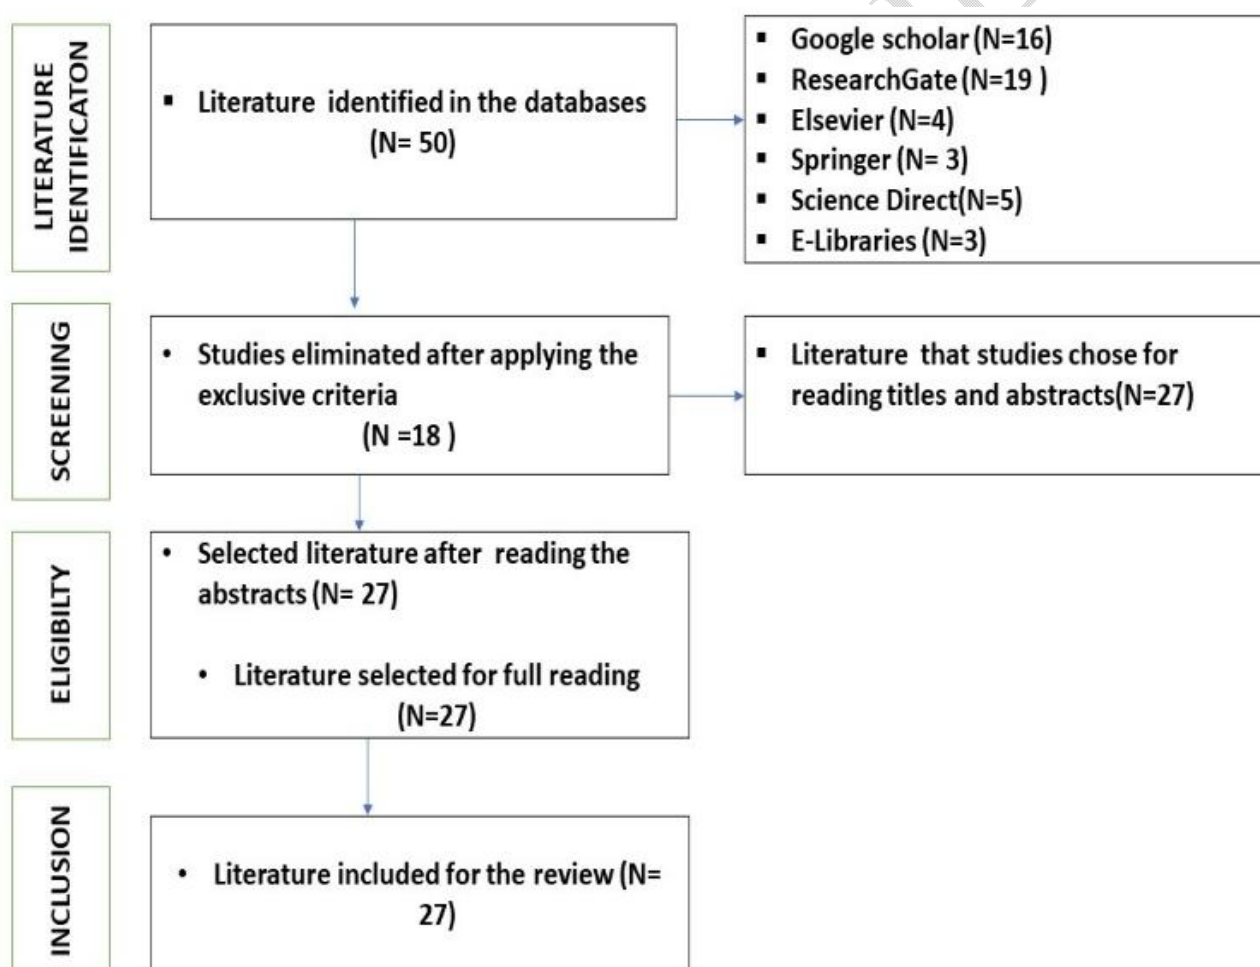 LITERATURE
IDENTIFICATON
▪ Literature identified in the databases
(N= 50)
▪ Google scholar (N=16)
▪ ResearchGate (N=19 )
▪ Elsevier (N=4)
▪ Springer (N= 3)
▪ Science Direct(N=5)
▪ E-Libraries (N=3)
SCREENING
• Studies eliminated after applying the
exclusive criteria
(N =18 )
▪ Literature that studies chose for
reading titles and abstracts(N=27)
ELIGIBILTY
• Selected literature after reading the
abstracts (N= 27)
• Literature selected for full reading
(N=27)
INCLUSION
• Literature included for the review (N=
27)